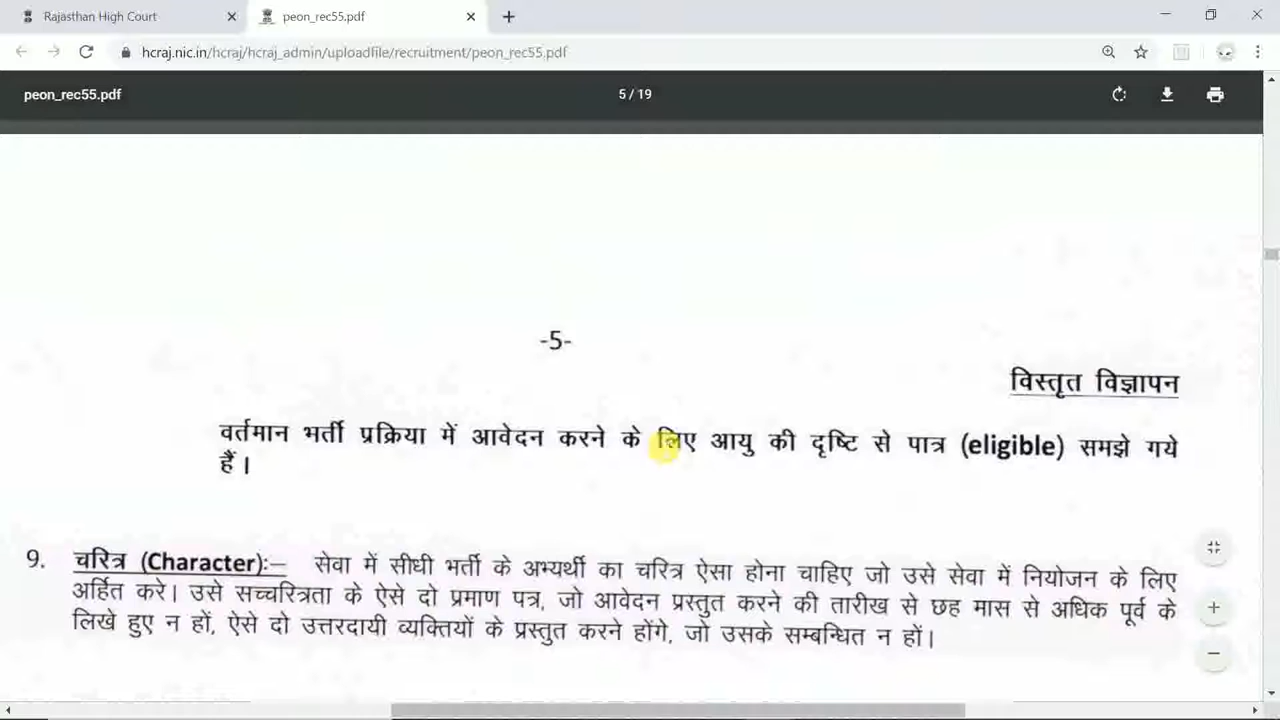 Rajasthan High Court
peon_rec55.pdf
hcraj.nic.in/hcraj/hcraj_admin/uploadfile/recruitment/peon_rec55.pdf
peon_rec55.pdf
5 / 19
-5-
विस्तृत विज्ञापन
वर्तमान भर्ती प्रक्रिया में आवेदन करने के लिए आयु की दृष्टि से पात्र (eligible) समझे गये
हैं।
9. चरित्र (Character):— सेवा में सीधी भर्ती के अभ्यर्थी का चरित्र ऐसा होना चाहिए जो उसे सेवा में नियोजन के लिए
अर्हित करे। उसे सच्चरित्रता के ऐसे दो प्रमाण पत्र, जो आवेदन प्रस्तुत करने की तारीख से छह मास से अधिक पूर्व के
लिखे हुए न हों, ऐसे दो उत्तरदायी व्यक्तियों के प्रस्तुत करने होंगे, जो उसके सम्बन्धित न हों।